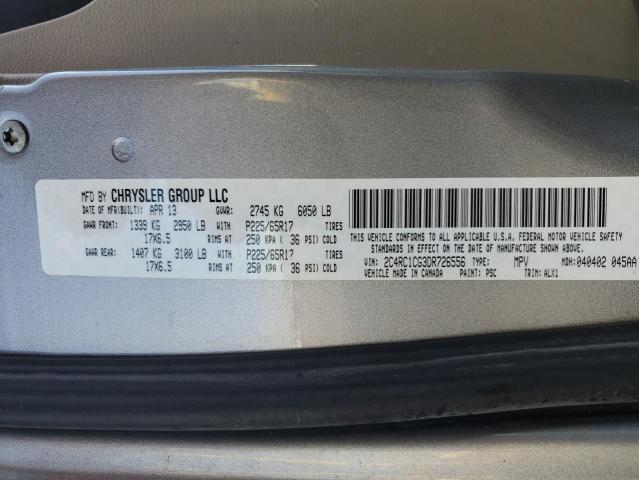 MFD BY CHRYSLER GROUP LLC
DATE OF MFR(BUILT): APR 13 GVWR: 2745 KG 6050 LB
GAWR FRONT: 1339 KG 2950 LB WITH P225/65R17 TIRES
17X6.5 RIMS AT 250 KPA ( 36 PSI) COLD
GAWR REAR: 1407 KG 3100 LB WITH P225/65R17 TIRES
17X6.5 RIMS AT 250 KPA ( 36 PSI) COLD
THIS VEHICLE CONFORMS TO ALL APPLICABLE U.S.A. FEDERAL MOTOR VEHICLE SAFETY
STANDARDS IN EFFECT ON THE DATE OF MANUFACTURE SHOWN ABOVE.
VIN: 2C4RC1CG3DR726556 TYPE: MPV MDH:040402 045AA
VEHICLE MADE IN CANADA PAINT: PSC TRIM: ALX1